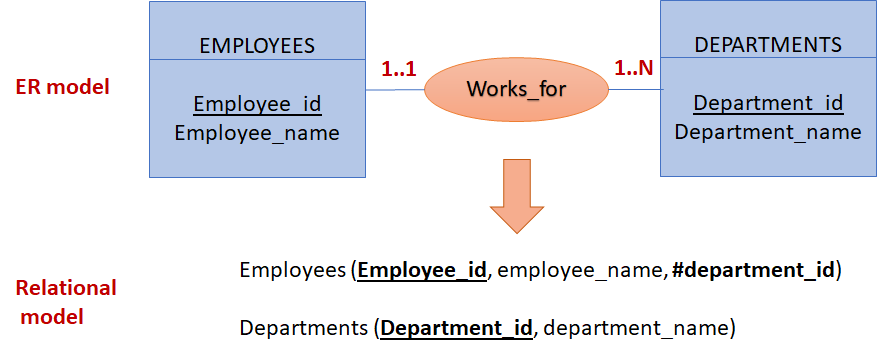 EMPLOYEES
DEPARTMENTS
1..1
1..N
ER model
Works_for
Employee_id
Employee_name
Department_id
Department_name
Employees (Employee_id, employee_name, #department_id)
Relational
model
Departments (Department_id, department_name)